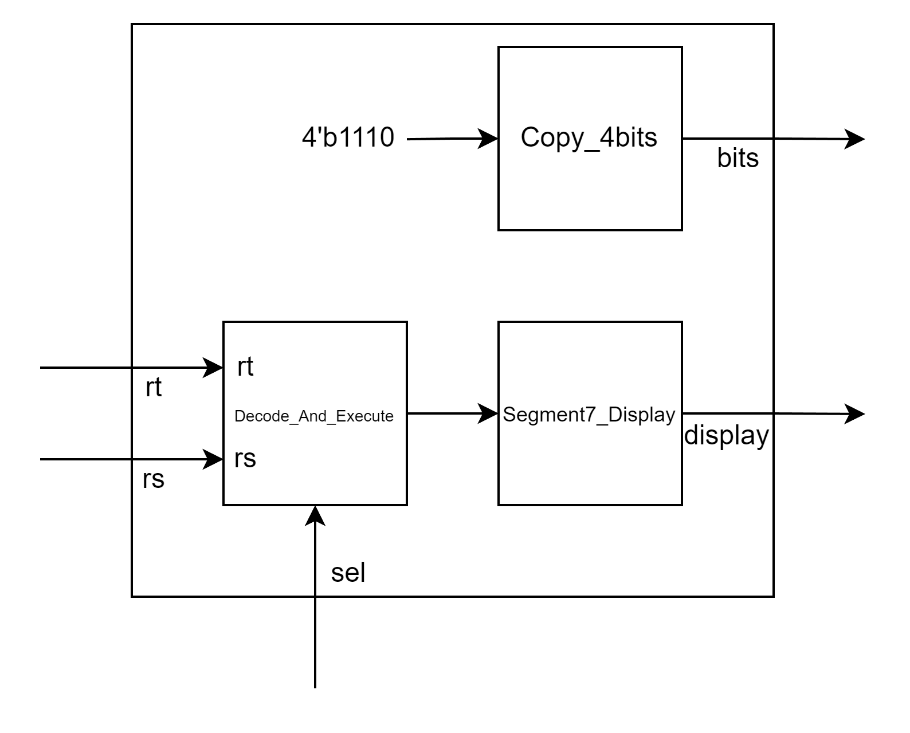 4'b1110
Copy_4bits
bits
rt
rt
Decode_And_Execute
Segment7_Display
display
rs
rs
sel